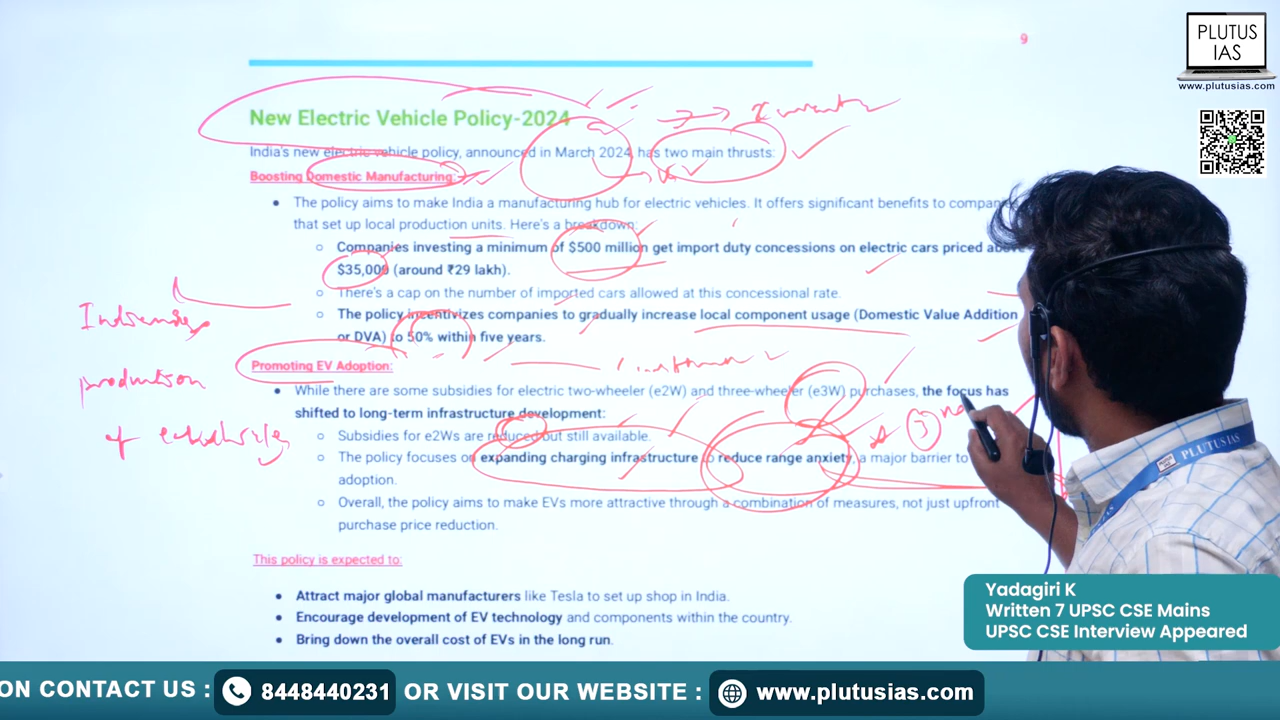 PLUTUS
IAS
www.plutusias.com
9
New Electric Vehicle Policy-2024
India's new electric vehicle policy, announced in March 2024, has two main thrusts:
Boosting Domestic Manufacturing:
● The policy aims to make India a manufacturing hub for electric vehicles. It offers significant benefits to
that set up local production units. Here's a breakdown:
○ Companies investing a minimum of $500 million get import duty concessions on electric cars priced
$35,000 (around ₹29 lakh).
○ There's a cap on the number of imported cars allowed at this concessional rate.
○ The policy incentivizes companies to gradually increase local component usage (Domestic Value Addition
or DVA) to 50% within five years.
Promoting EV Adoption:
● While there are some subsidies for electric two-wheeler (e2W) and three-wheeler (e3W) purchases, the focus has
shifted to long-term infrastructure development:
○ Subsidies for e2Ws are reduced but still available.
○ The policy focuses on expanding charging infrastructure to reduce range anxiety, a major barrier to
adoption.
○ Overall, the policy aims to make EVs more attractive through a combination of measures, not just upfront
purchase price reduction.
This policy is expected to:
● Attract major global manufacturers like Tesla to set up shop in India.
● Encourage development of EV technology and components within the country.
● Bring down the overall cost of EVs in the long run.
production
Yadagiri K
Written 7 UPSC CSE Mains
UPSC CSE Interview Appeared
ON CONTACT US : 8448440231 OR VISIT OUR WEBSITE : www.plutusias.com